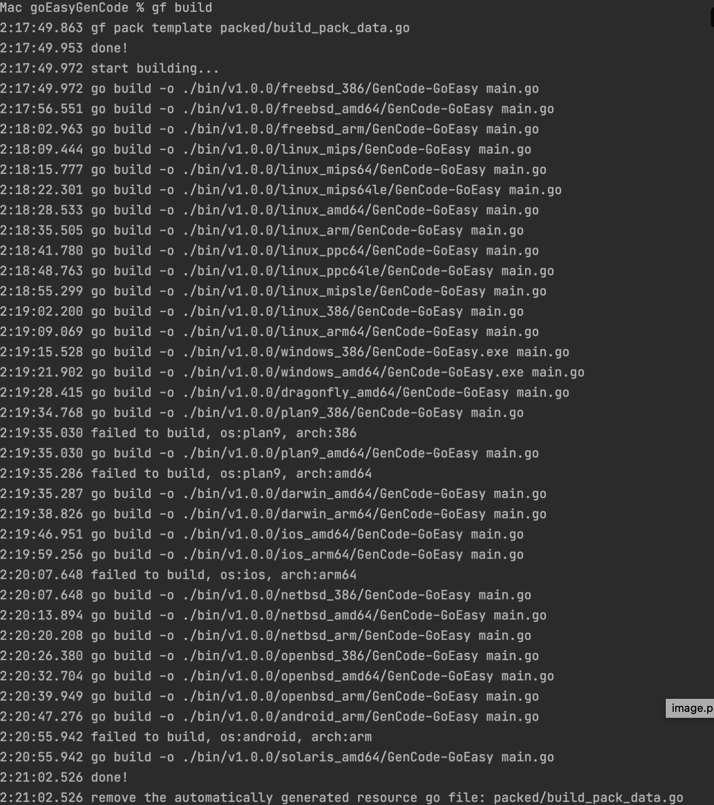 Mac goEasyGenCode % gf build
2:17:49.863 gf pack template packed/build_pack_data.go
2:17:49.953 done!
2:17:49.972 start building...
2:17:49.972 go build -o ./bin/v1.0.0/freebsd_386/GenCode-GoEasy main.go
2:17:56.551 go build -o ./bin/v1.0.0/freebsd_amd64/GenCode-GoEasy main.go
2:18:02.963 go build -o ./bin/v1.0.0/freebsd_arm/GenCode-GoEasy main.go
2:18:09.444 go build -o ./bin/v1.0.0/linux_mips/GenCode-GoEasy main.go
2:18:15.777 go build -o ./bin/v1.0.0/linux_mips64/GenCode-GoEasy main.go
2:18:22.301 go build -o ./bin/v1.0.0/linux_mips64le/GenCode-GoEasy main.go
2:18:28.533 go build -o ./bin/v1.0.0/linux_amd64/GenCode-GoEasy main.go
2:18:35.505 go build -o ./bin/v1.0.0/linux_arm/GenCode-GoEasy main.go
2:18:41.780 go build -o ./bin/v1.0.0/linux_ppc64/GenCode-GoEasy main.go
2:18:48.763 go build -o ./bin/v1.0.0/linux_ppc64le/GenCode-GoEasy main.go
2:18:55.299 go build -o ./bin/v1.0.0/linux_mipsle/GenCode-GoEasy main.go
2:19:02.200 go build -o ./bin/v1.0.0/linux_386/GenCode-GoEasy main.go
2:19:09.069 go build -o ./bin/v1.0.0/linux_arm64/GenCode-GoEasy main.go
2:19:15.528 go build -o ./bin/v1.0.0/windows_386/GenCode-GoEasy.exe main.go
2:19:21.902 go build -o ./bin/v1.0.0/windows_amd64/GenCode-GoEasy.exe main.go
2:19:28.415 go build -o ./bin/v1.0.0/dragonfly_amd64/GenCode-GoEasy main.go
2:19:34.768 go build -o ./bin/v1.0.0/plan9_386/GenCode-GoEasy main.go
2:19:35.030 failed to build, os:plan9, arch:386
2:19:35.030 go build -o ./bin/v1.0.0/plan9_amd64/GenCode-GoEasy main.go
2:19:35.286 failed to build, os:plan9, arch:amd64
2:19:35.287 go build -o ./bin/v1.0.0/darwin_amd64/GenCode-GoEasy main.go
2:19:38.826 go build -o ./bin/v1.0.0/darwin_arm64/GenCode-GoEasy main.go
2:19:46.951 go build -o ./bin/v1.0.0/ios_amd64/GenCode-GoEasy main.go
2:19:59.256 go build -o ./bin/v1.0.0/ios_arm64/GenCode-GoEasy main.go
2:20:07.648 failed to build, os:ios, arch:arm64
2:20:07.648 go build -o ./bin/v1.0.0/netbsd_386/GenCode-GoEasy main.go
2:20:13.894 go build -o ./bin/v1.0.0/netbsd_amd64/GenCode-GoEasy main.go
2:20:20.208 go build -o ./bin/v1.0.0/netbsd_arm/GenCode-GoEasy main.go
2:20:26.380 go build -o ./bin/v1.0.0/openbsd_386/GenCode-GoEasy main.go
2:20:32.704 go build -o ./bin/v1.0.0/openbsd_amd64/GenCode-GoEasy main.go
2:20:39.949 go build -o ./bin/v1.0.0/openbsd_arm/GenCode-GoEasy main.go
image.p
2:20:47.276 go build -o ./bin/v1.0.0/android_arm/GenCode-GoEasy main.go
2:20:55.942 failed to build, os:android, arch:arm
2:20:55.942 go build -o ./bin/v1.0.0/solaris_amd64/GenCode-GoEasy main.go
2:21:02.526 done!
2:21:02.526 remove the automatically generated resource go file: packed/build_pack_data.go